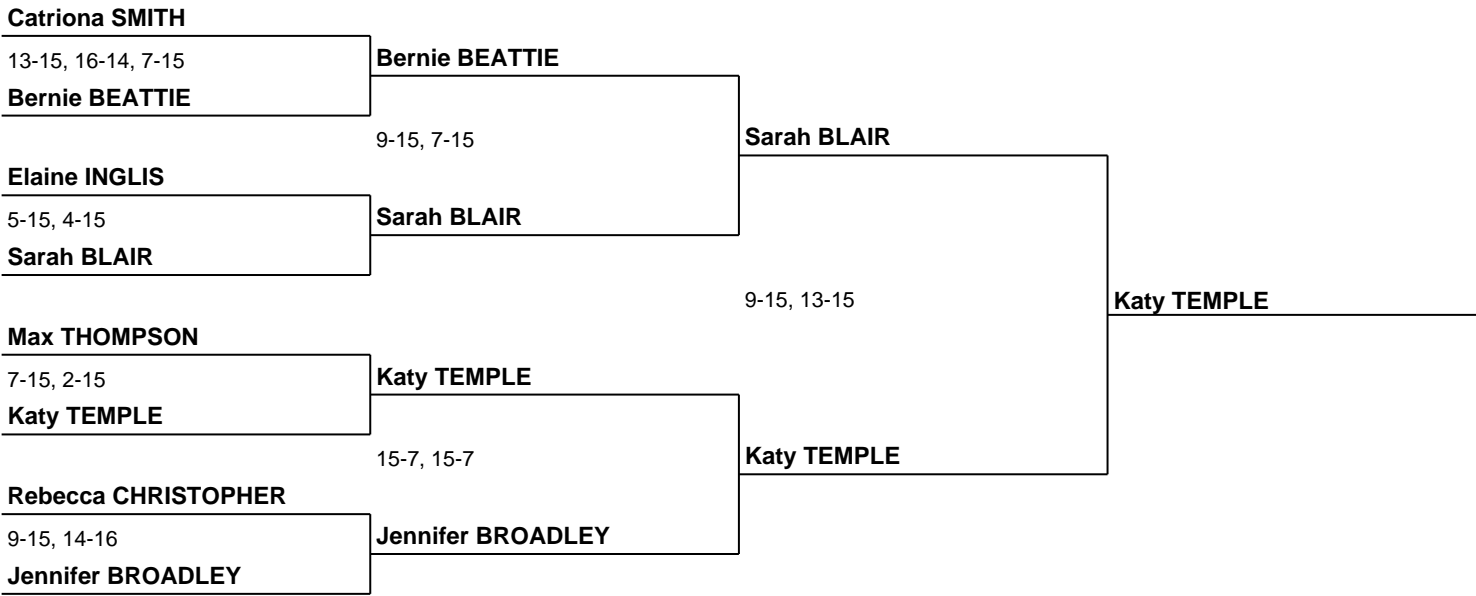 Catriona SMITH
13-15, 16-14, 7-15
Bernie BEATTIE
Bernie BEATTIE
9-15, 7-15
Sarah BLAIR
Elaine INGLIS
5-15, 4-15
Sarah BLAIR
Sarah BLAIR
9-15, 13-15
Katy TEMPLE
Max THOMPSON
7-15, 2-15
Katy TEMPLE
Katy TEMPLE
15-7, 15-7
Katy TEMPLE
Rebecca CHRISTOPHER
9-15, 14-16
Jennifer BROADLEY
Jennifer BROADLEY